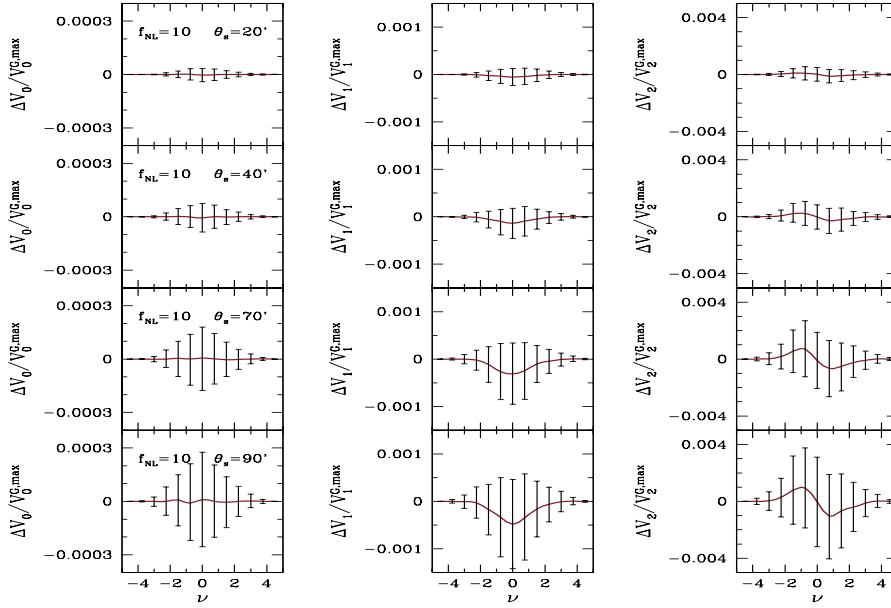 0.0003
f_NL=10 θ_s=20'
0
−0.0003
ΔV_0/V_0^{G,max}
0.001
0
−0.001
ΔV_1/V_1^{G,max}
0.004
0
−0.004
ΔV_2/V_2^{G,max}
0.0003
f_NL=10 θ_s=40'
0
−0.0003
ΔV_0/V_0^{G,max}
0.001
0
−0.001
ΔV_1/V_1^{G,max}
0.004
0
−0.004
ΔV_2/V_2^{G,max}
0.0003
f_NL=10 θ_s=70'
0
−0.0003
ΔV_0/V_0^{G,max}
0.001
0
−0.001
ΔV_1/V_1^{G,max}
0.004
0
−0.004
ΔV_2/V_2^{G,max}
0.0003
f_NL=10 θ_s=90'
0
−0.0003
ΔV_0/V_0^{G,max}
0.001
0
−0.001
ΔV_1/V_1^{G,max}
0.004
0
−0.004
ΔV_2/V_2^{G,max}
−4 −2 0 2 4
ν
−4 −2 0 2 4
ν
−4 −2 0 2 4
ν